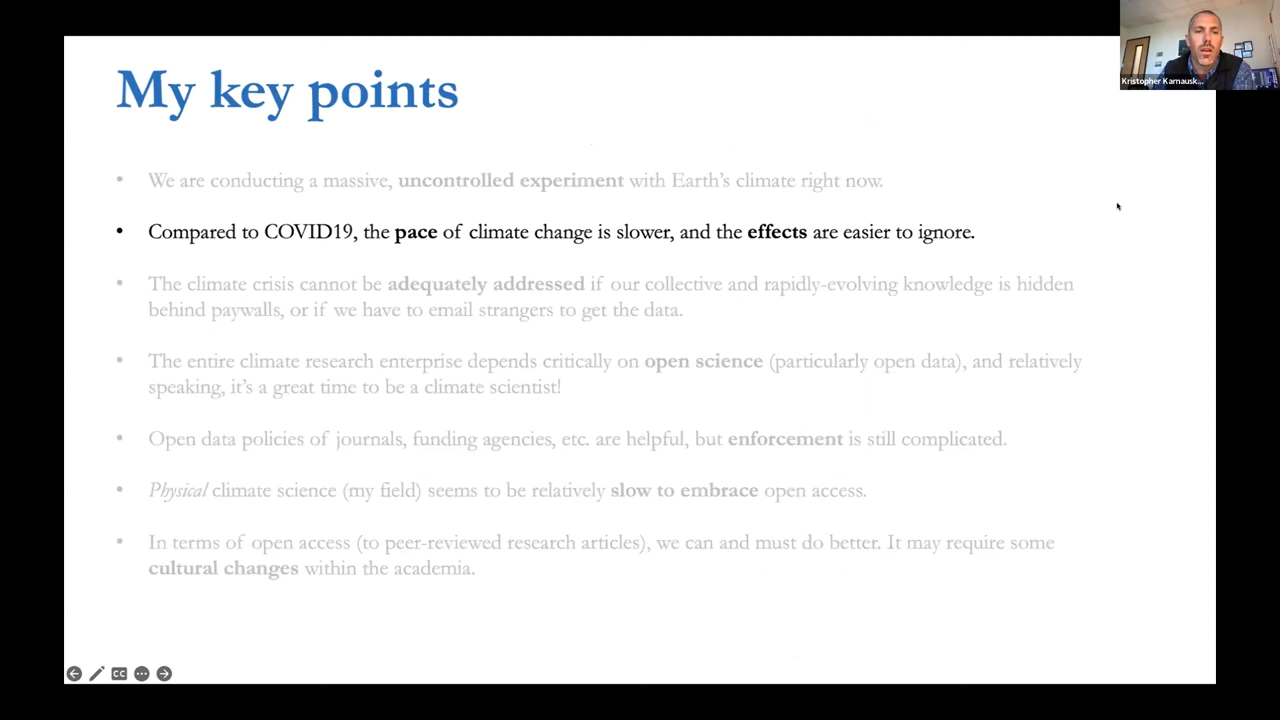 Kristopher Karnausk...
My key points
• We are conducting a massive, uncontrolled experiment with Earth's climate right now.
• Compared to COVID19, the pace of climate change is slower, and the effects are easier to ignore.
• The climate crisis cannot be adequately addressed if our collective and rapidly-evolving knowledge is hidden
behind paywalls, or if we have to email strangers to get the data.
• The entire climate research enterprise depends critically on open science (particularly open data), and relatively
speaking, it's a great time to be a climate scientist!
• Open data policies of journals, funding agencies, etc. are helpful, but enforcement is still complicated.
• Physical climate science (my field) seems to be relatively slow to embrace open access.
• In terms of open access (to peer-reviewed research articles), we can and must do better. It may require some
cultural changes within the academia.
CC